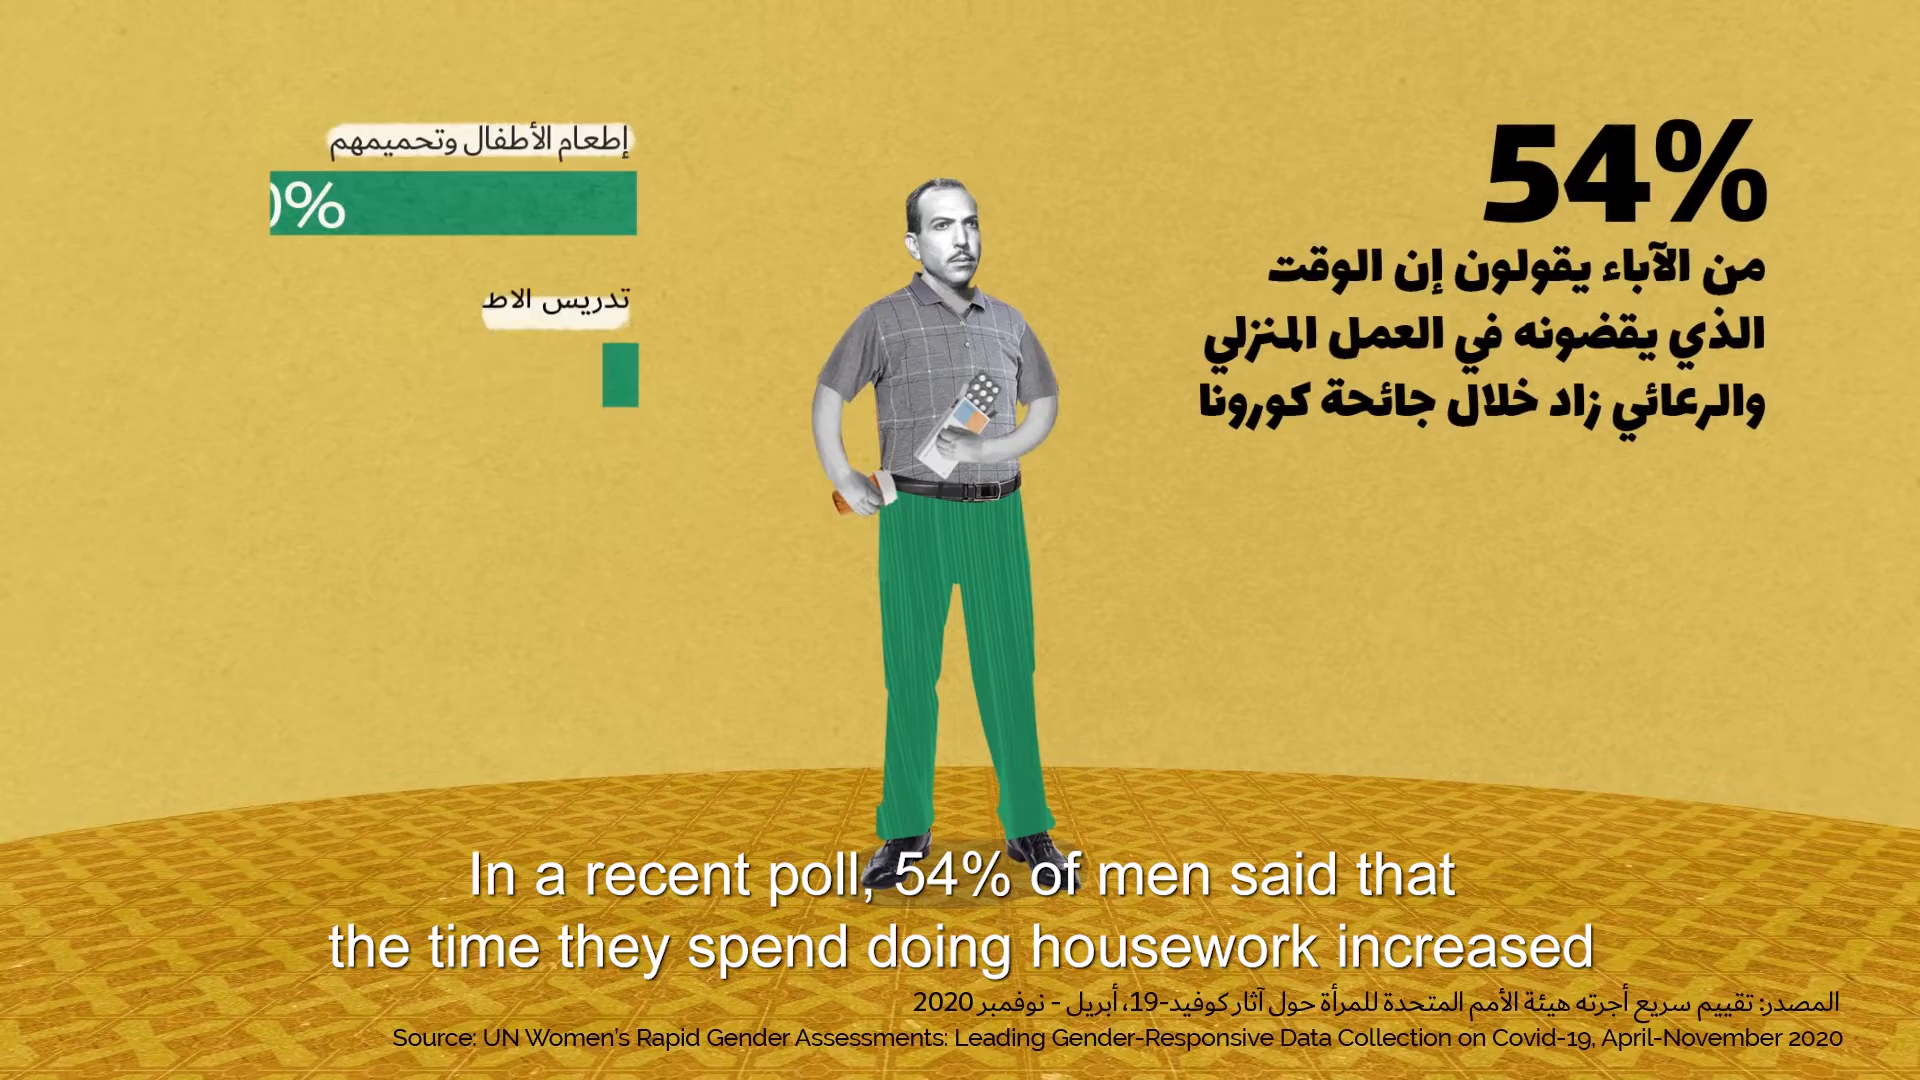 54%
من الآباء يقولون إن الوقت
الذي يقضونه في العمل المنزلي
والرعائي زاد خلال جائحة كورونا
إطعام الأطفال وتحميمهم
%
تدريس الاط
In a recent poll, 54% of men said that
the time they spend doing housework increased
المصدر: تقييم سريع أجرته هيئة الأمم المتحدة للمرأة حول آثار كوفيد-19، أبريل - نوفمبر 2020
Source: UN Women's Rapid Gender Assessments: Leading Gender-Responsive Data Collection on Covid-19, April-November 2020